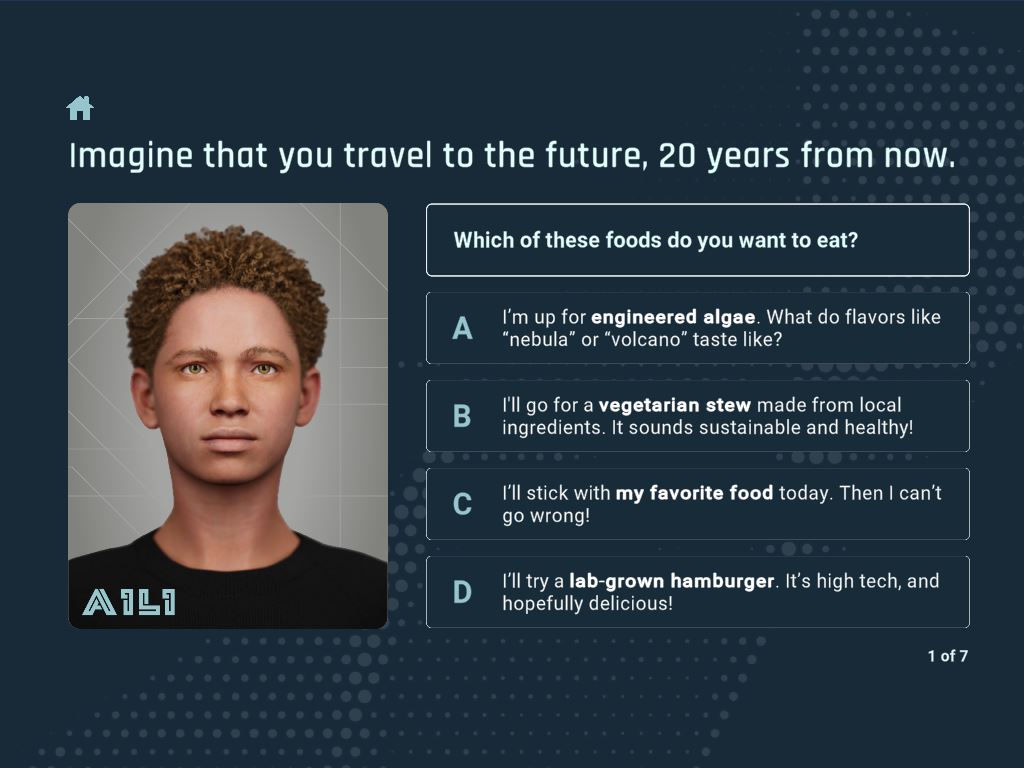 Imagine that you travel to the future, 20 years from now.
Which of these foods do you want to eat?
A
I’m up for engineered algae. What do flavors like
“nebula” or “volcano” taste like?
B
I'll go for a vegetarian stew made from local
ingredients. It sounds sustainable and healthy!
C
I’ll stick with my favorite food today. Then I can’t
go wrong!
D
I’ll try a lab-grown hamburger. It’s high tech, and
hopefully delicious!
AILI
1 of 7